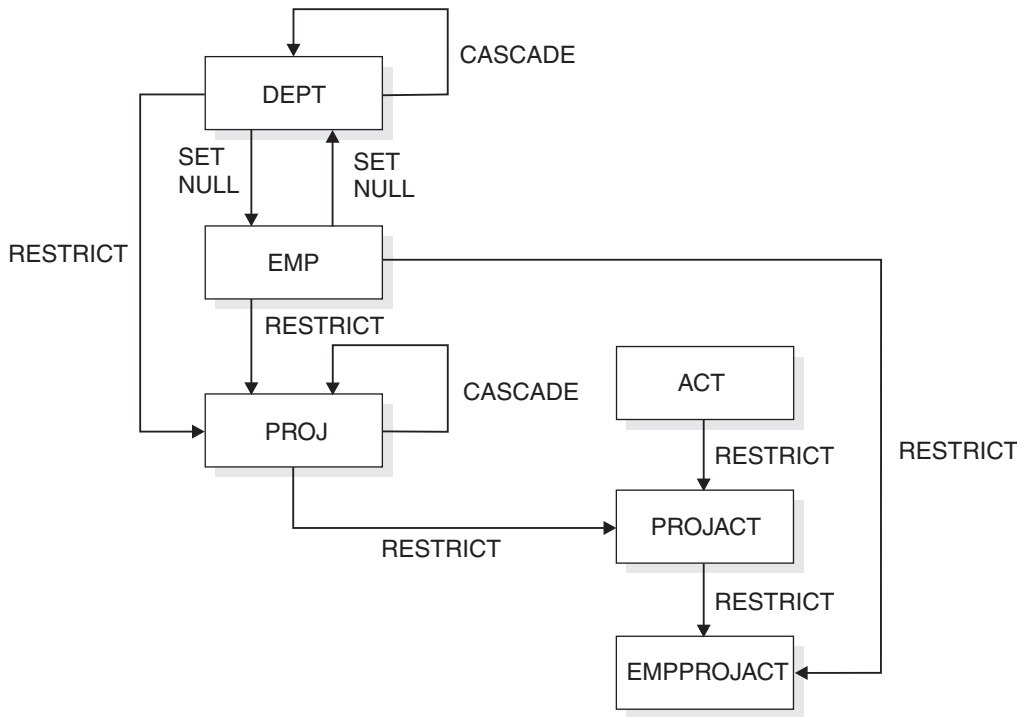 CASCADE
DEPT
SET
NULL
SET
NULL
RESTRICT
EMP
RESTRICT
CASCADE
ACT
PROJ
RESTRICT
RESTRICT
PROJACT
RESTRICT
RESTRICT
EMPPROJACT